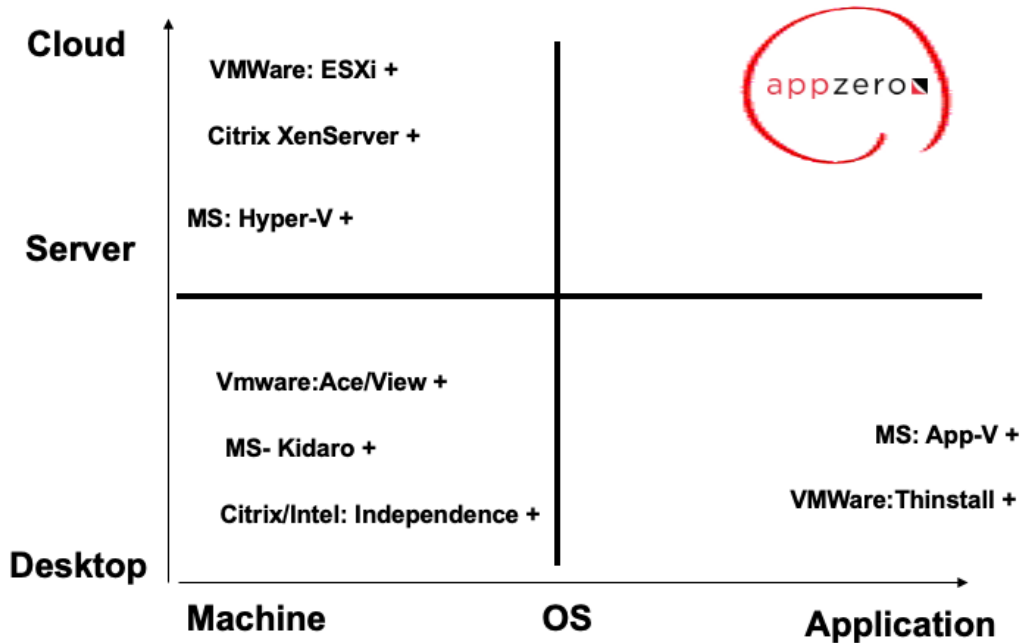 Cloud
VMWare: ESXi +
appzero
Citrix XenServer +
MS: Hyper-V +
Server
Vmware:Ace/View +
MS: App-V +
MS- Kidaro +
VMWare:Thinstall +
Citrix/Intel: Independence +
Desktop
Machine
OS
Application